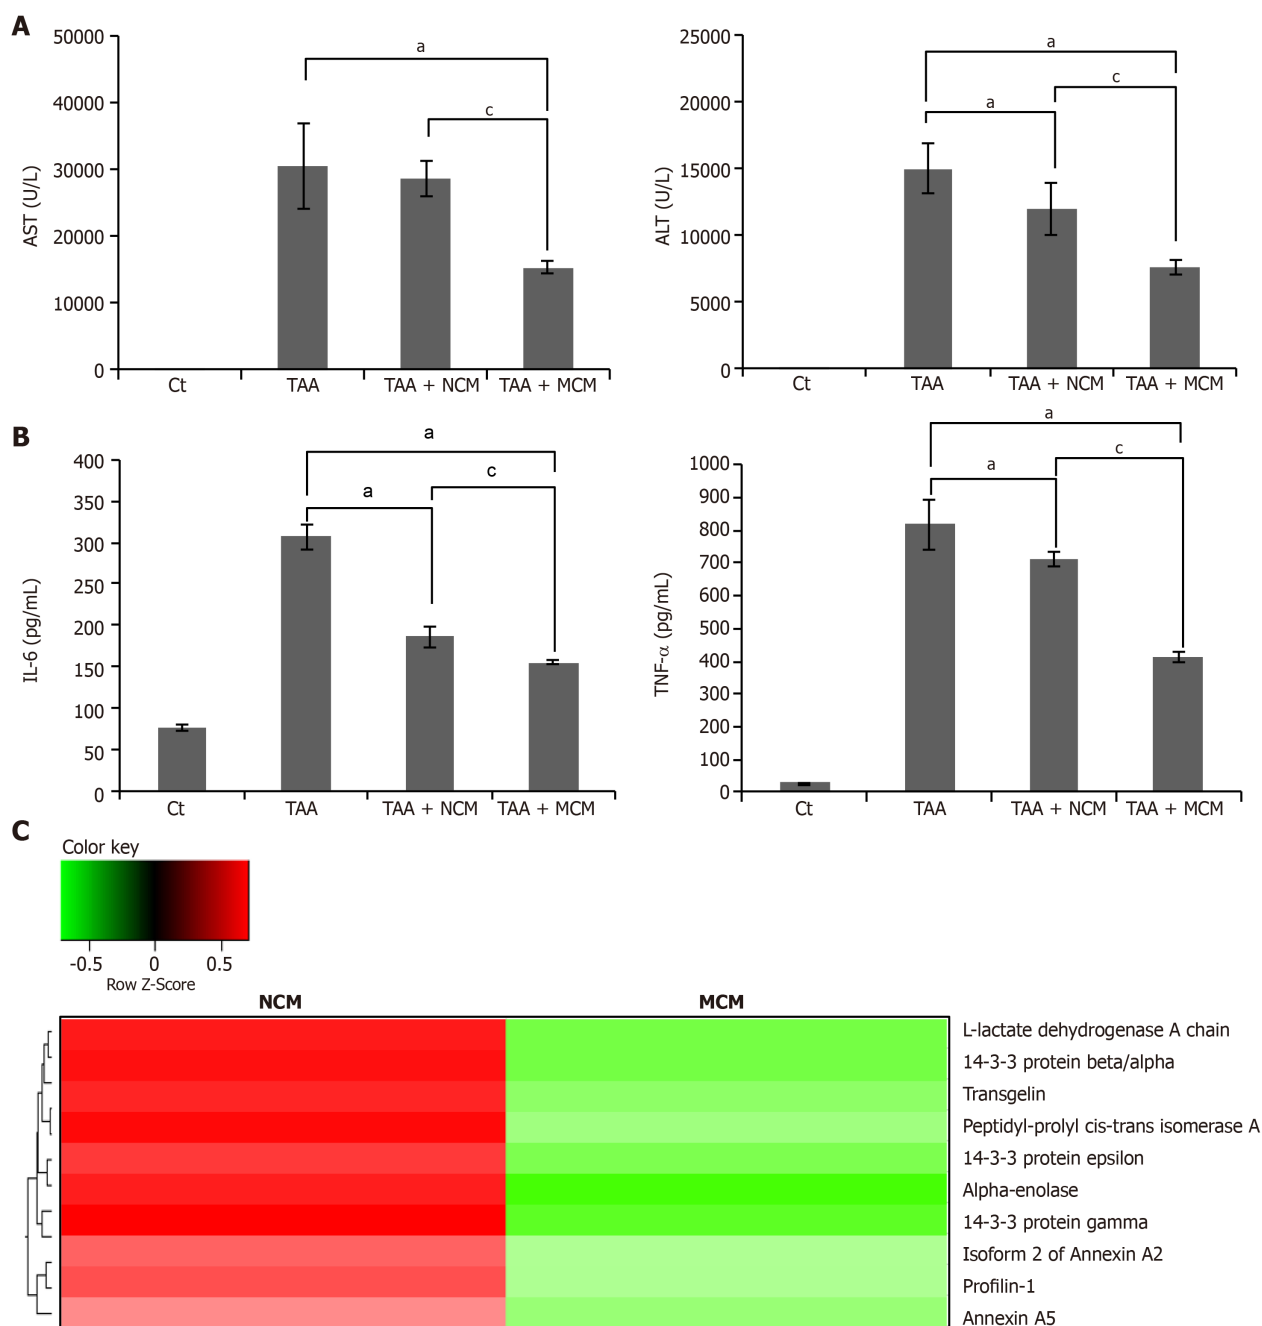 A
AST (U/L)
50000
40000
30000
20000
10000
0
a
c
Ct
TAA
TAA + NCM
TAA + MCM
ALT (U/L)
25000
20000
15000
10000
5000
0
a
c
a
Ct
TAA
TAA + NCM
TAA + MCM
B
IL-6 (pg/mL)
400
350
300
250
200
150
100
50
0
a
c
a
Ct
TAA
TAA + NCM
TAA + MCM
TNF-α (pg/mL)
1000
900
800
700
600
500
400
300
200
100
0
a
c
a
Ct
TAA
TAA + NCM
TAA + MCM
C
Color key
-0.5 0 0.5
Row Z-Score
NCM MCM
L-lactate dehydrogenase A chain
14-3-3 protein beta/alpha
Transgelin
Peptidyl-prolyl cis-trans isomerase A
14-3-3 protein epsilon
Alpha-enolase
14-3-3 protein gamma
Isoform 2 of Annexin A2
Profilin-1
Annexin A5